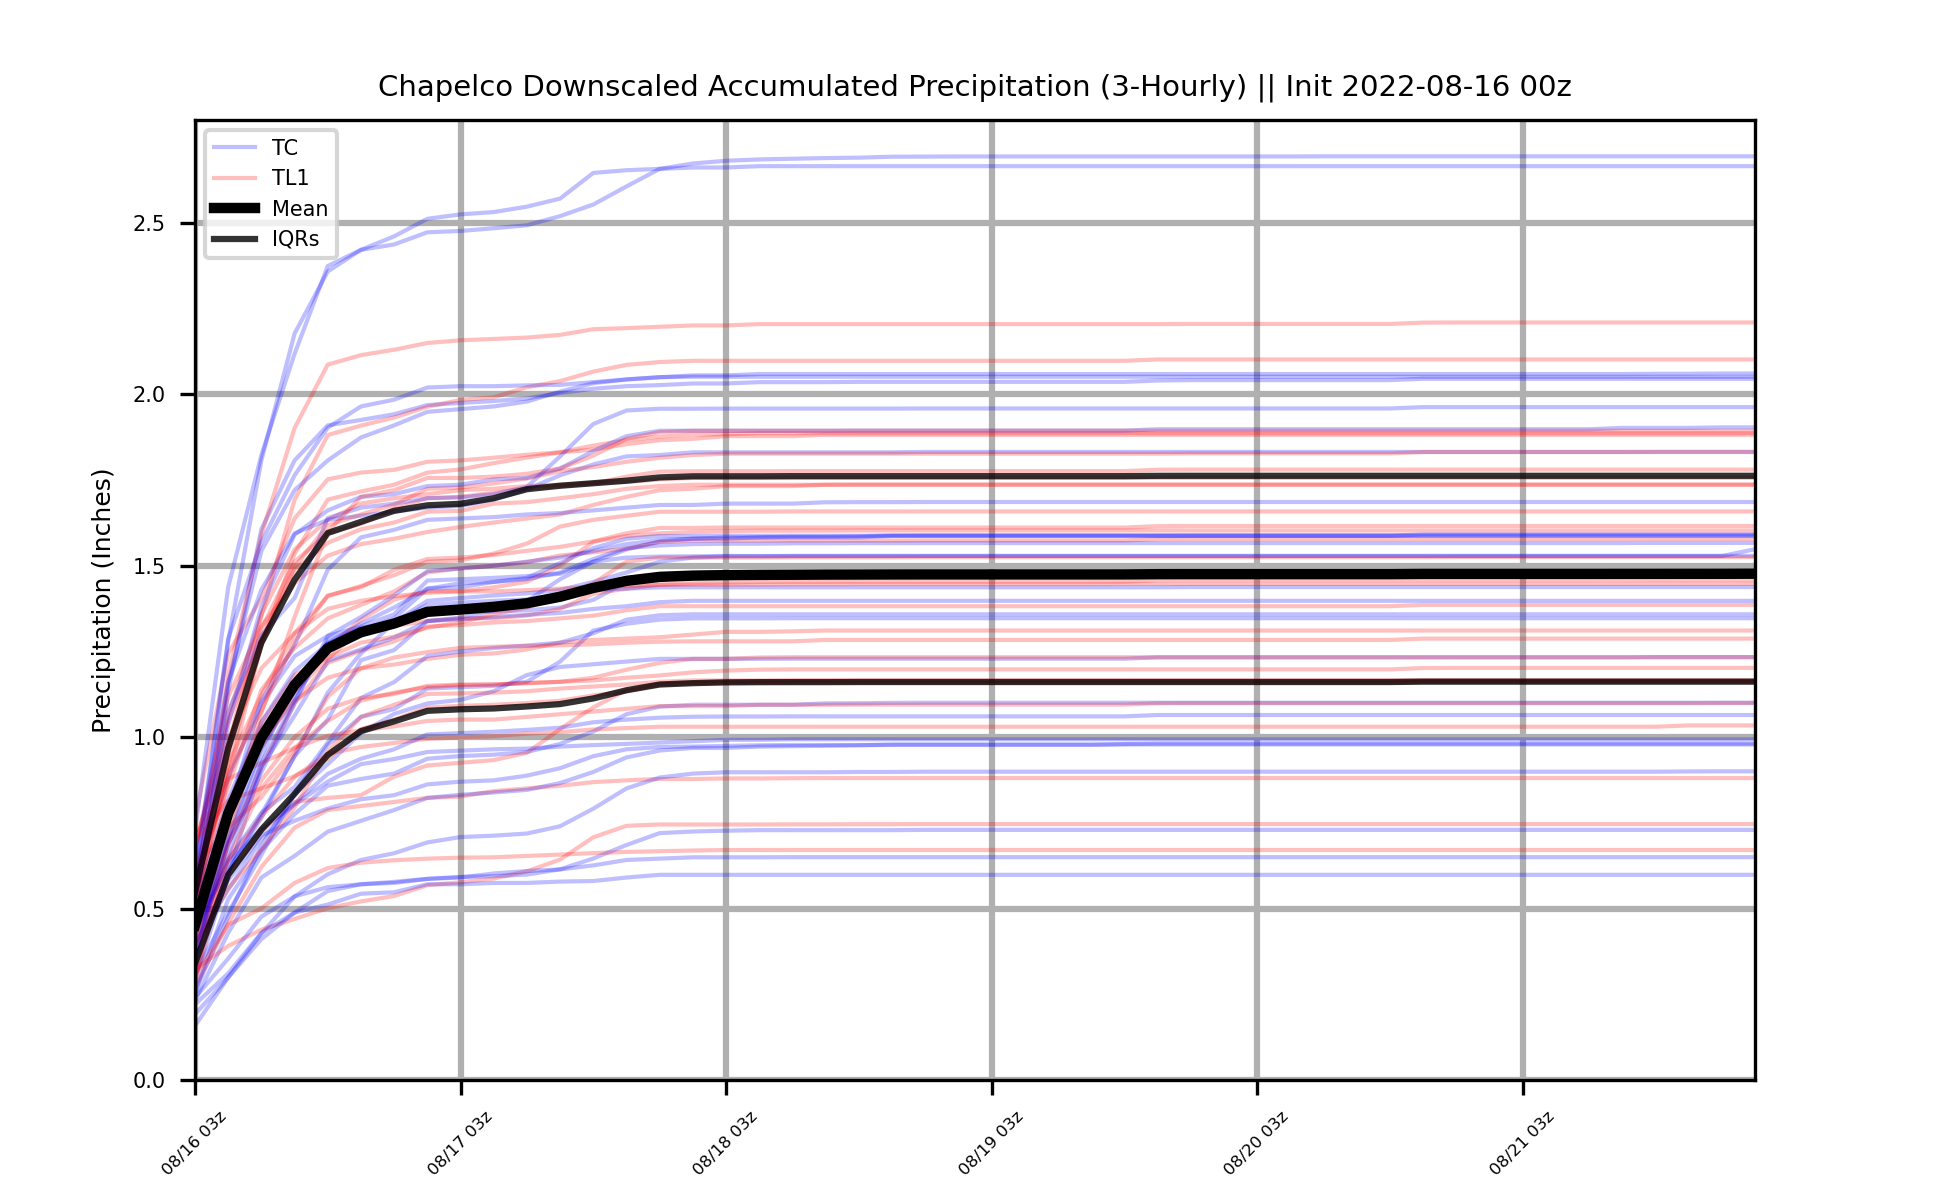 Chapelco Downscaled Accumulated Precipitation (3-Hourly) || Init 2022-08-16 00z
TC
TL1
Mean
IQRs
Precipitation (Inches)
2.5
2.0
1.5
1.0
0.5
0.0
08/16 03z
08/17 03z
08/18 03z
08/19 03z
08/20 03z
08/21 03z